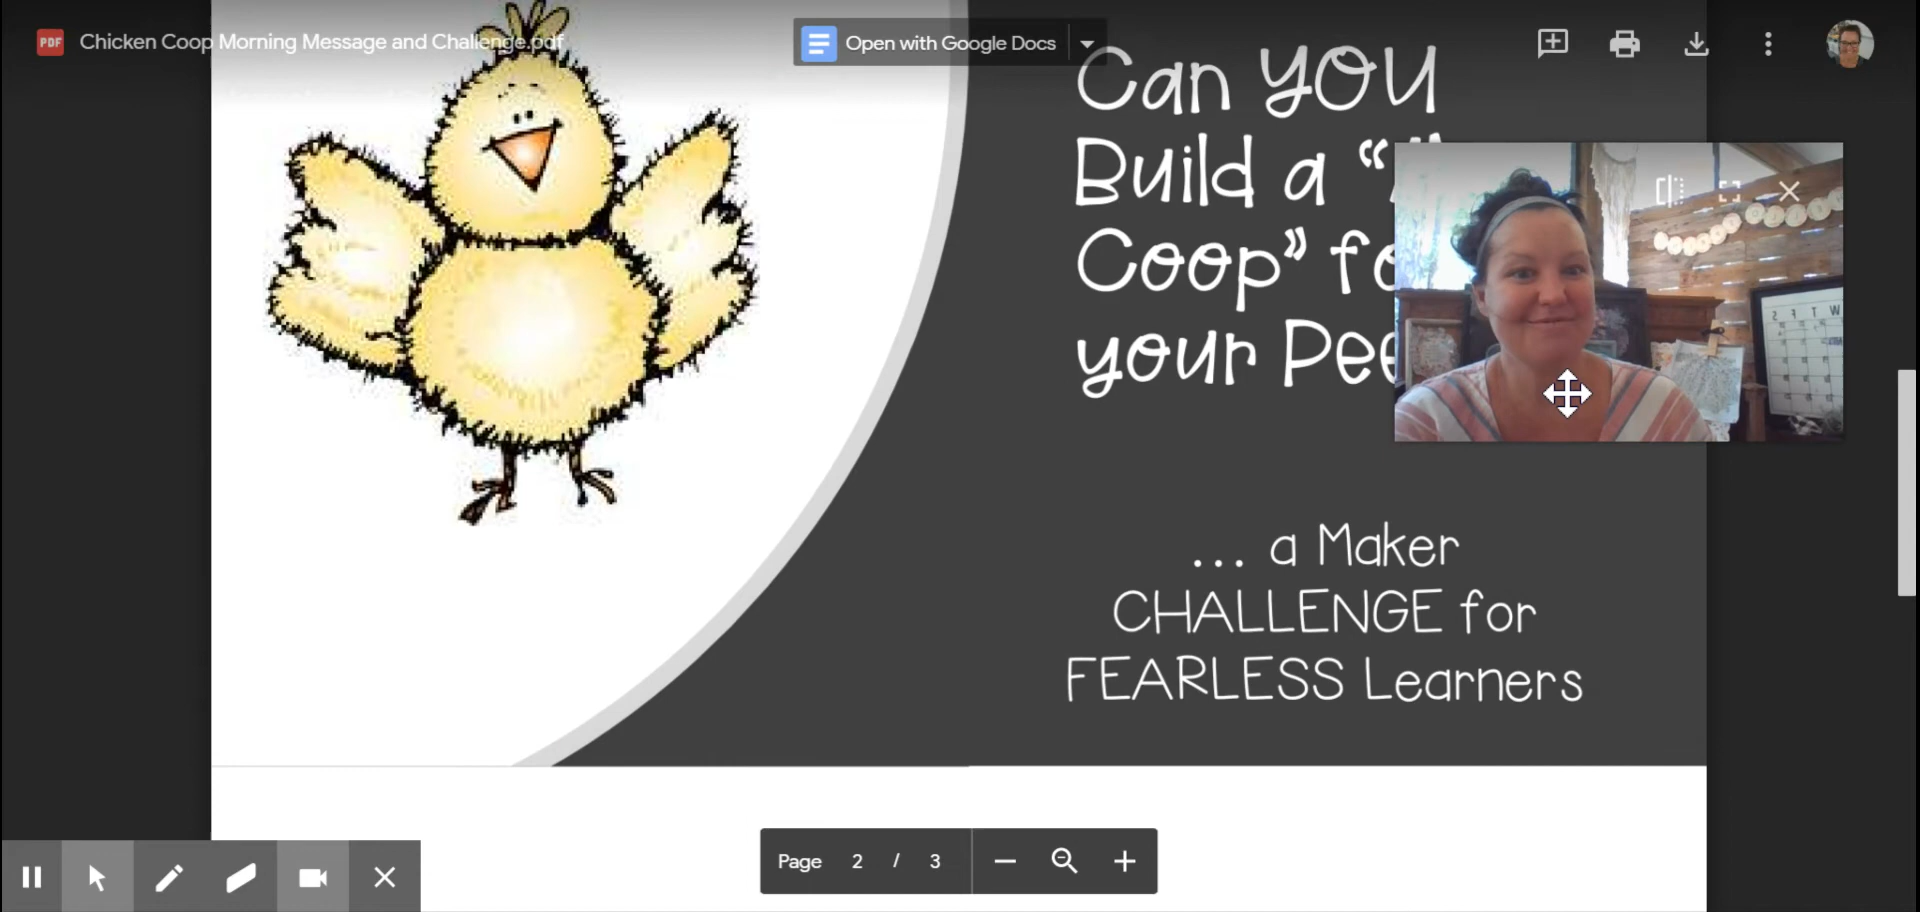 PDF
Chicken Coop Morning Message and Challenge.pdf
Open with Google Docs
Can YOU
Build a “
Coop” fo
your Pee
... a Maker
CHALLENGE for
FEARLESS Learners
W T F S
Page 2 / 3